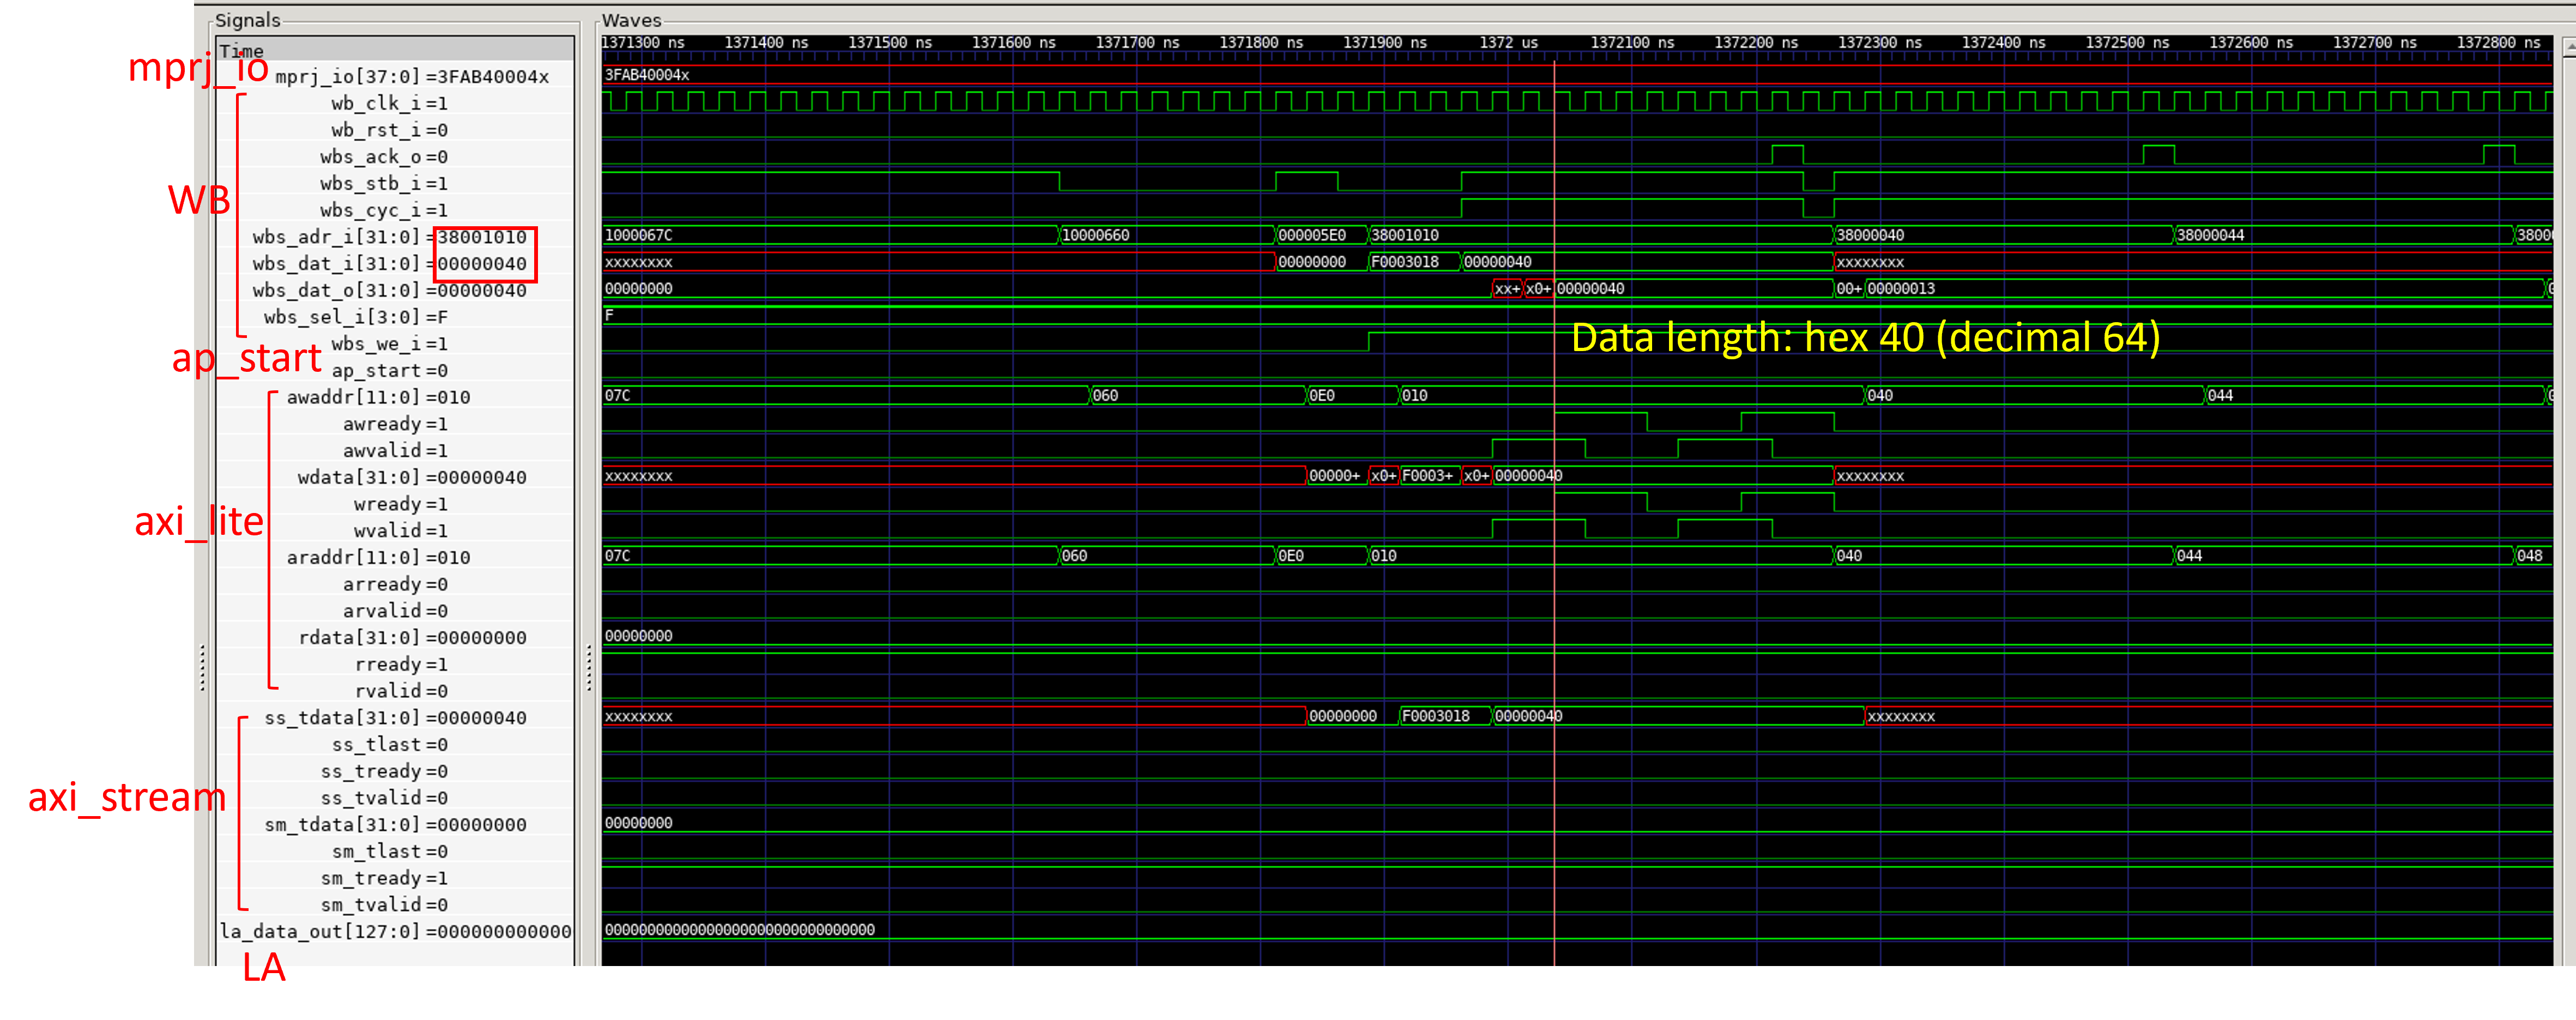 Signals
Waves
Time
1371300 ns 1371400 ns 1371500 ns 1371600 ns 1371700 ns 1371800 ns 1371900 ns 1372 us 1372100 ns 1372200 ns 1372300 ns 1372400 ns 1372500 ns 1372600 ns 1372700 ns 1372800 ns
mprj_io
mprj_io[37:0] =3FAB40004x 3FAB40004x
wb_clk_i =1
wb_rst_i =0
wbs_ack_o =0
WB
wbs_stb_i =1
wbs_cyc_i =1
wbs_adr_i[31:0] =38001010 1000067C 10000660 000005E0 38001010 38000040 38000044 3800
wbs_dat_i[31:0] =00000040 xxxxxxxx 00000000 F0003018 00000040 xxxxxxxx
wbs_dat_o[31:0] =00000040 00000000 xx+ x0+ 00000040 00+ 00000013
wbs_sel_i[3:0] =F F
Data length: hex 40 (decimal 64)
wbs_we_i =1
ap_start
ap_start =0
awaddr[11:0] =010 07C 060 0E0 010 040 044
awready =1
awvalid =1
wdata[31:0] =00000040 xxxxxxxx 00000+ x0+ F0003+ x0+ 00000040 xxxxxxxx
wready =1
axi_lite
wvalid =1
araddr[11:0] =010 07C 060 0E0 010 040 044 048
arready =0
arvalid =0
rdata[31:0] =00000000 00000000
rready =1
rvalid =0
ss_tdata[31:0] =00000040 xxxxxxxx 00000000 F0003018 00000040 xxxxxxxx
ss_tlast =0
ss_tready =0
axi_stream
ss_tvalid =0
sm_tdata[31:0] =00000000 00000000
sm_tlast =0
sm_tready =1
sm_tvalid =0
la_data_out[127:0] =000000000000 00000000000000000000000000000000
LA